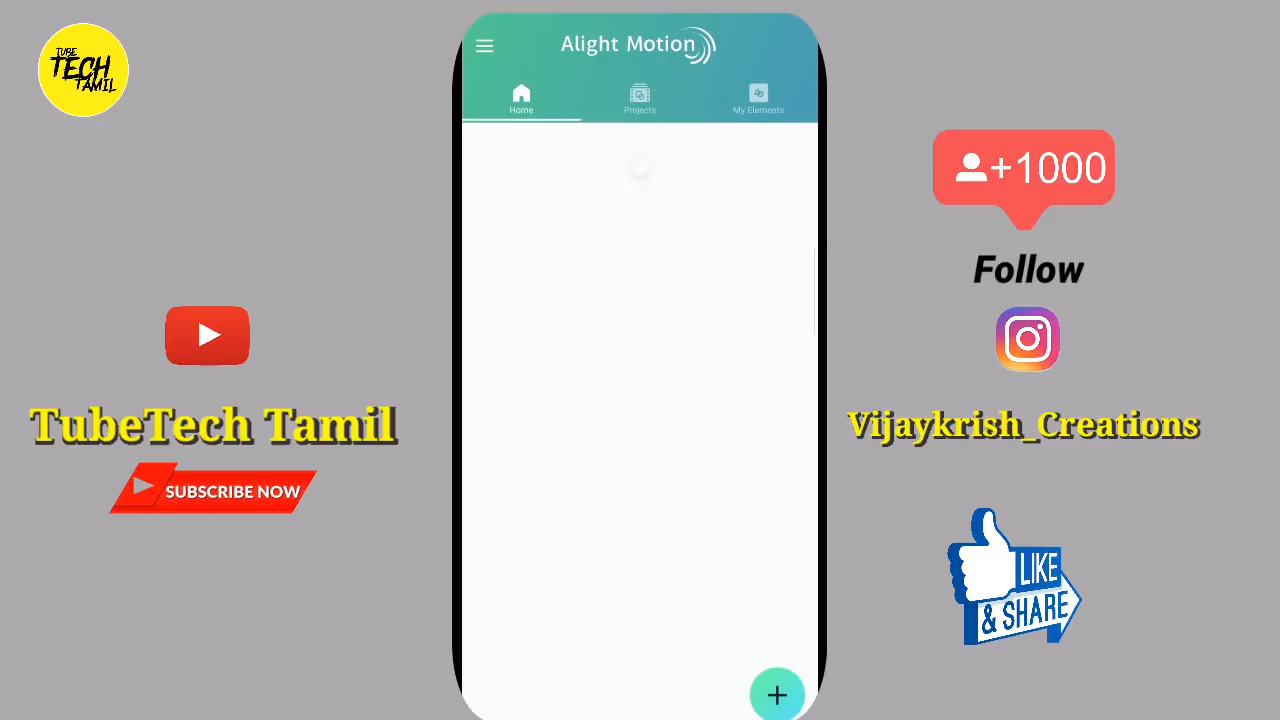 TUBE
TECH
TAMIL
Alight Motion
Home
Projects
My Elements
+1000
Follow
TubeTech Tamil
SUBSCRIBE NOW
Vijaykrish_Creations
LIKE
& SHARE